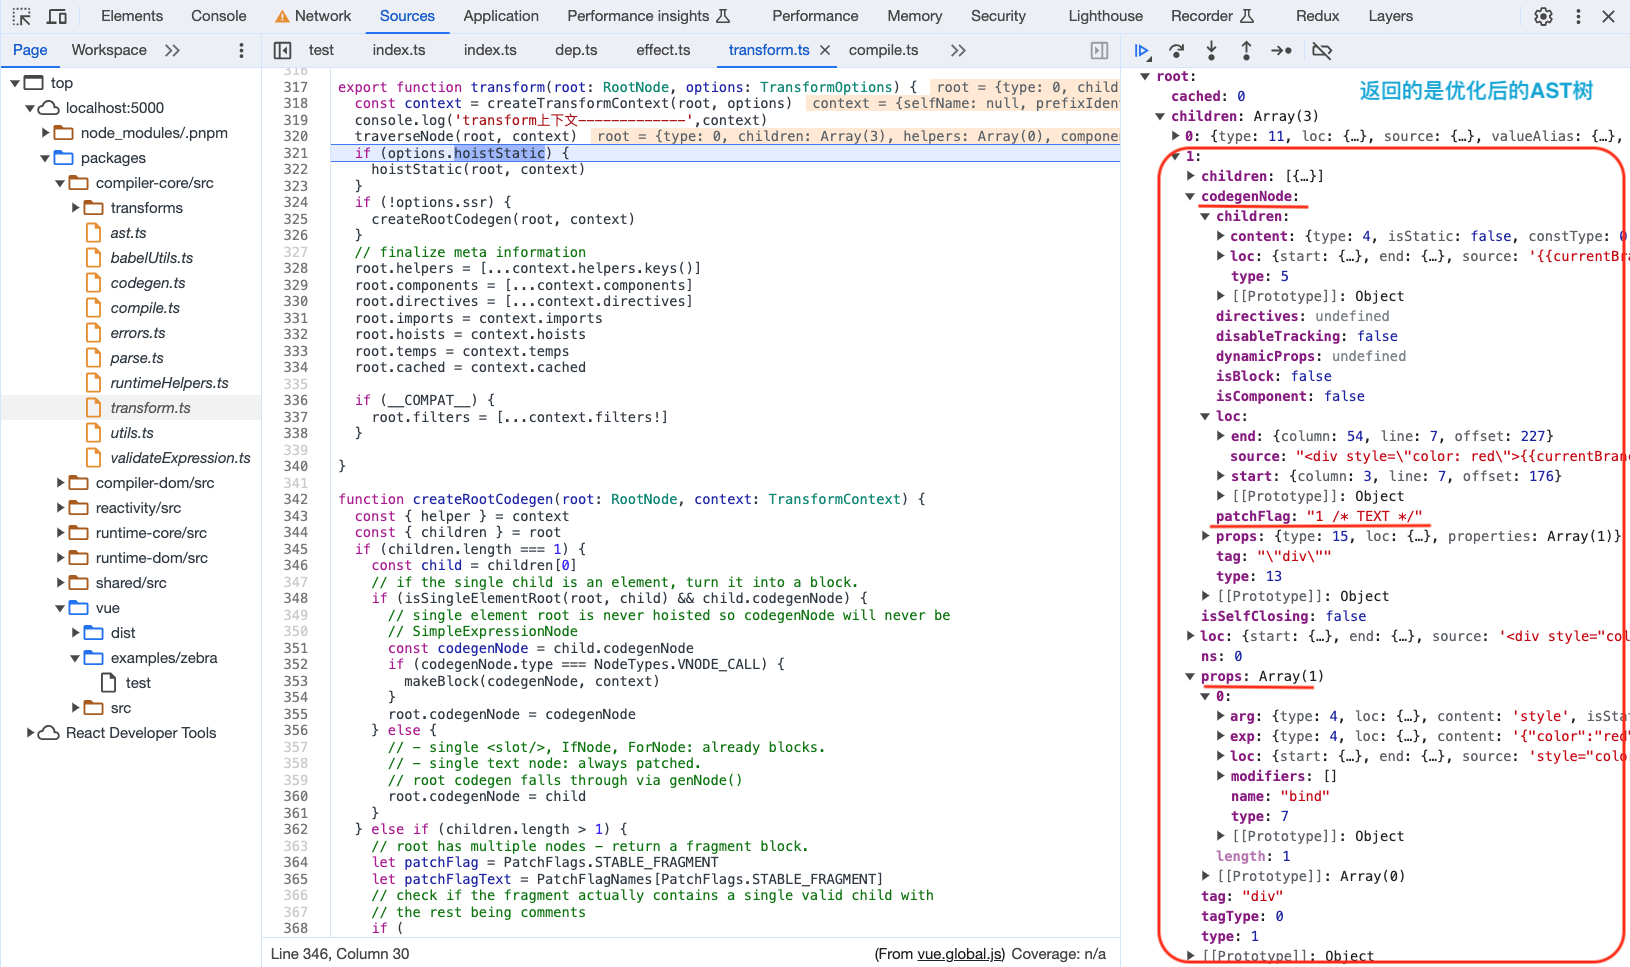 Elements Console Network Sources Application Performance insights Performance Memory Security Lighthouse Recorder Redux Layers
Page Workspace
test index.ts index.ts dep.ts effect.ts transform.ts compile.ts
top
localhost:5000
node_modules/.pnpm
packages
compiler-core/src
transforms
ast.ts
babelUtils.ts
codegen.ts
compile.ts
errors.ts
parse.ts
runtimeHelpers.ts
transform.ts
utils.ts
validateExpression.ts
compiler-dom/src
reactivity/src
runtime-core/src
runtime-dom/src
shared/src
vue
dist
examples/zebra
test
src
React Developer Tools
316
317 export function transform(root: RootNode, options: TransformOptions) { root = {type: 0, child
318 const context = createTransformContext(root, options) context = {selfName: null, prefixIden
319 console.log('transform上下文-------------',context)
320 traverseNode(root, context) root = {type: 0, children: Array(3), helpers: Array(0), compone
321 if (options.hoistStatic) {
322 hoistStatic(root, context)
323 }
324 if (!options.ssr) {
325 createRootCodegen(root, context)
326 }
327 // finalize meta information
328 root.helpers = [...context.helpers.keys()]
329 root.components = [...context.components]
330 root.directives = [...context.directives]
331 root.imports = context.imports
332 root.hoists = context.hoists
333 root.temps = context.temps
334 root.cached = context.cached
335
336 if (__COMPAT__) {
337 root.filters = [...context.filters!]
338 }
339
340 }
341
342 function createRootCodegen(root: RootNode, context: TransformContext) {
343 const { helper } = context
344 const { children } = root
345 if (children.length === 1) {
346 const child = children[0]
347 // if the single child is an element, turn it into a block.
348 if (isSingleElementRoot(root, child) && child.codegenNode) {
349 // single element root is never hoisted so codegenNode will never be
350 // SimpleExpressionNode
351 const codegenNode = child.codegenNode
352 if (codegenNode.type === NodeTypes.VNODE_CALL) {
353 makeBlock(codegenNode, context)
354 }
355 root.codegenNode = codegenNode
356 } else {
357 // - single <slot/>, IfNode, ForNode: already blocks.
358 // - single text node: always patched.
359 // root codegen falls through via genNode()
360 root.codegenNode = child
361 }
362 } else if (children.length > 1) {
363 // root has multiple nodes - return a fragment block.
364 let patchFlag = PatchFlags.STABLE_FRAGMENT
365 let patchFlagText = PatchFlagNames[PatchFlags.STABLE_FRAGMENT]
366 // check if the fragment actually contains a single valid child with
367 // the rest being comments
368 if (
Line 346, Column 30 (From vue.global.js) Coverage: n/a
root:
cached: 0
返回的是优化后的AST树
children: Array(3)
0: {type: 11, loc: {…}, source: {…}, valueAlias: {…},
1:
children: [{…}]
codegenNode:
children:
content: {type: 4, isStatic: false, constType: 0
loc: {start: {…}, end: {…}, source: '{{currentBra
type: 5
[[Prototype]]: Object
directives: undefined
disableTracking: false
dynamicProps: undefined
isBlock: false
isComponent: false
loc:
end: {column: 54, line: 7, offset: 227}
source: "<div style=\"color: red\">{{currentBran
start: {column: 3, line: 7, offset: 176}
[[Prototype]]: Object
patchFlag: "1 /* TEXT */"
props: {type: 15, loc: {…}, properties: Array(1)}
tag: "\"div\""
type: 13
[[Prototype]]: Object
isSelfClosing: false
loc: {start: {…}, end: {…}, source: '<div style="col
ns: 0
props: Array(1)
0:
arg: {type: 4, loc: {…}, content: 'style', isSta
exp: {type: 4, loc: {…}, content: '{"color":"red"
loc: {start: {…}, end: {…}, source: 'style="colo
modifiers: []
name: "bind"
type: 7
[[Prototype]]: Object
length: 1
[[Prototype]]: Array(0)
tag: "div"
tagType: 0
type: 1
[[Prototype]]: Object